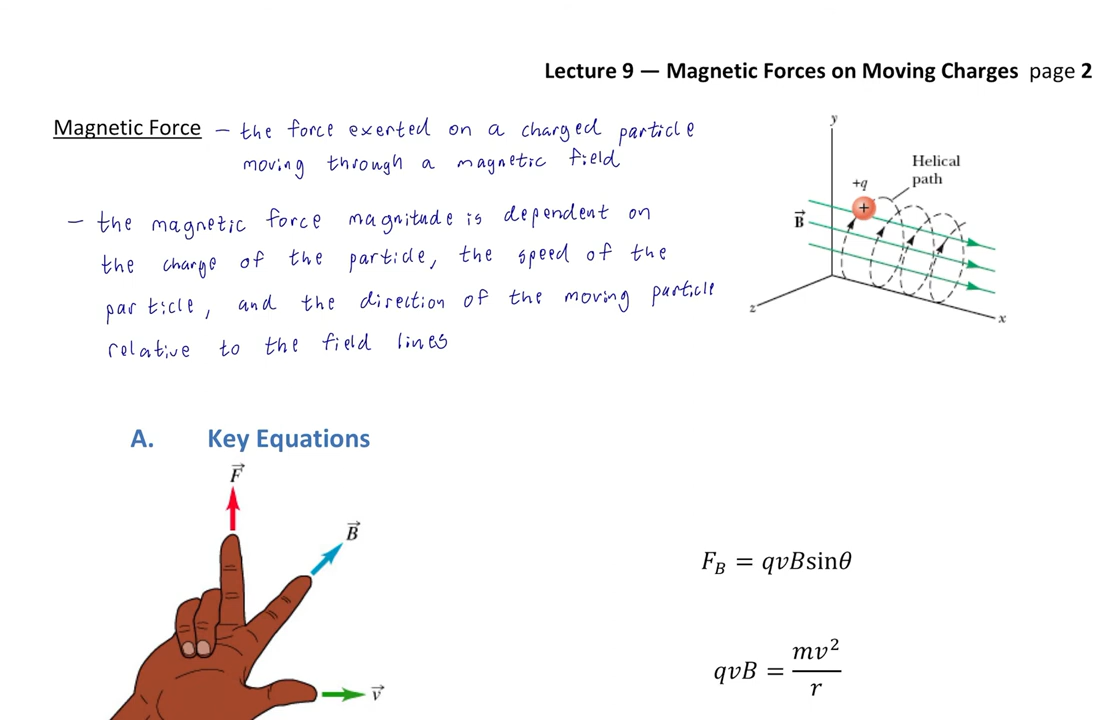 Lecture 9 — Magnetic Forces on Moving Charges page 2
Magnetic Force – the force exerted on a charged particle
moving through a magnetic field
– the magnetic force magnitude is dependent on
the charge of the particle, the speed of the
particle, and the direction of the moving particle
relative to the field lines
y
Helical
path
+q
+
B⃗
z
x
A. Key Equations
F⃗
B⃗
v⃗
F_B = qvBsinθ
qvB = mv²/r